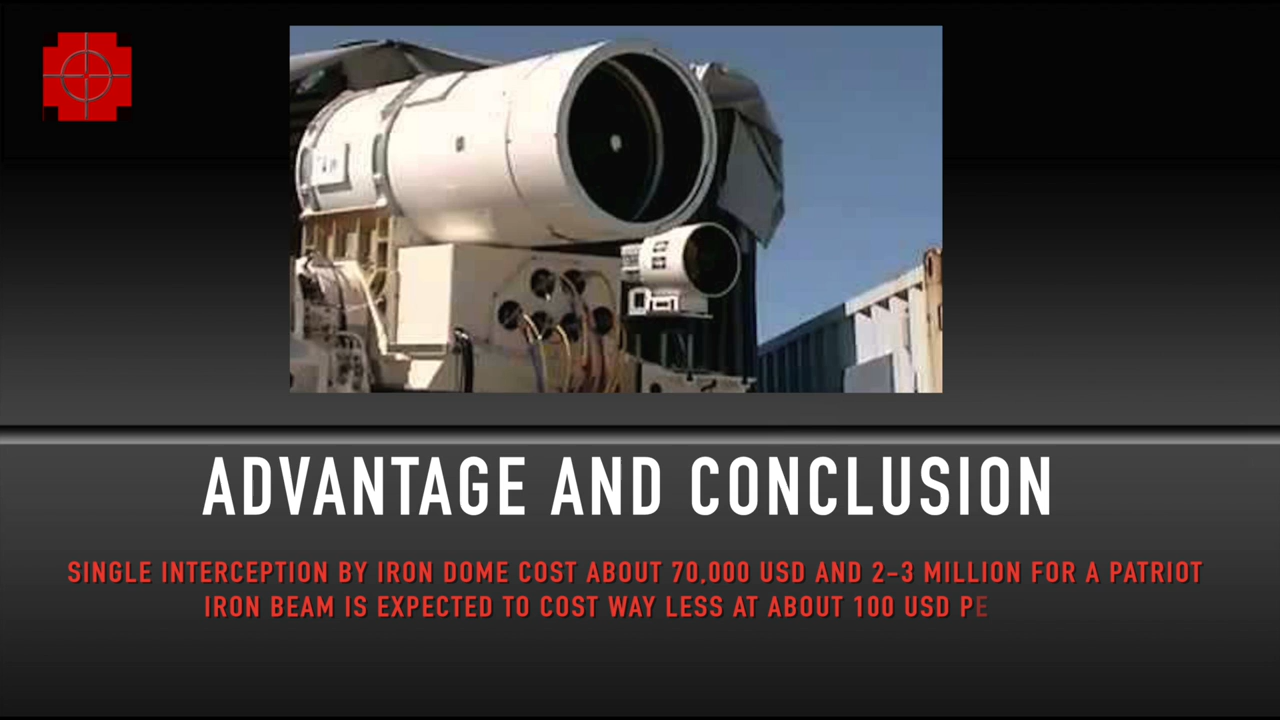 ADVANTAGE AND CONCLUSION
SINGLE INTERCEPTION BY IRON DOME COST ABOUT 70,000 USD AND 2-3 MILLION FOR A PATRIOT
IRON BEAM IS EXPECTED TO COST WAY LESS AT ABOUT 100 USD PE